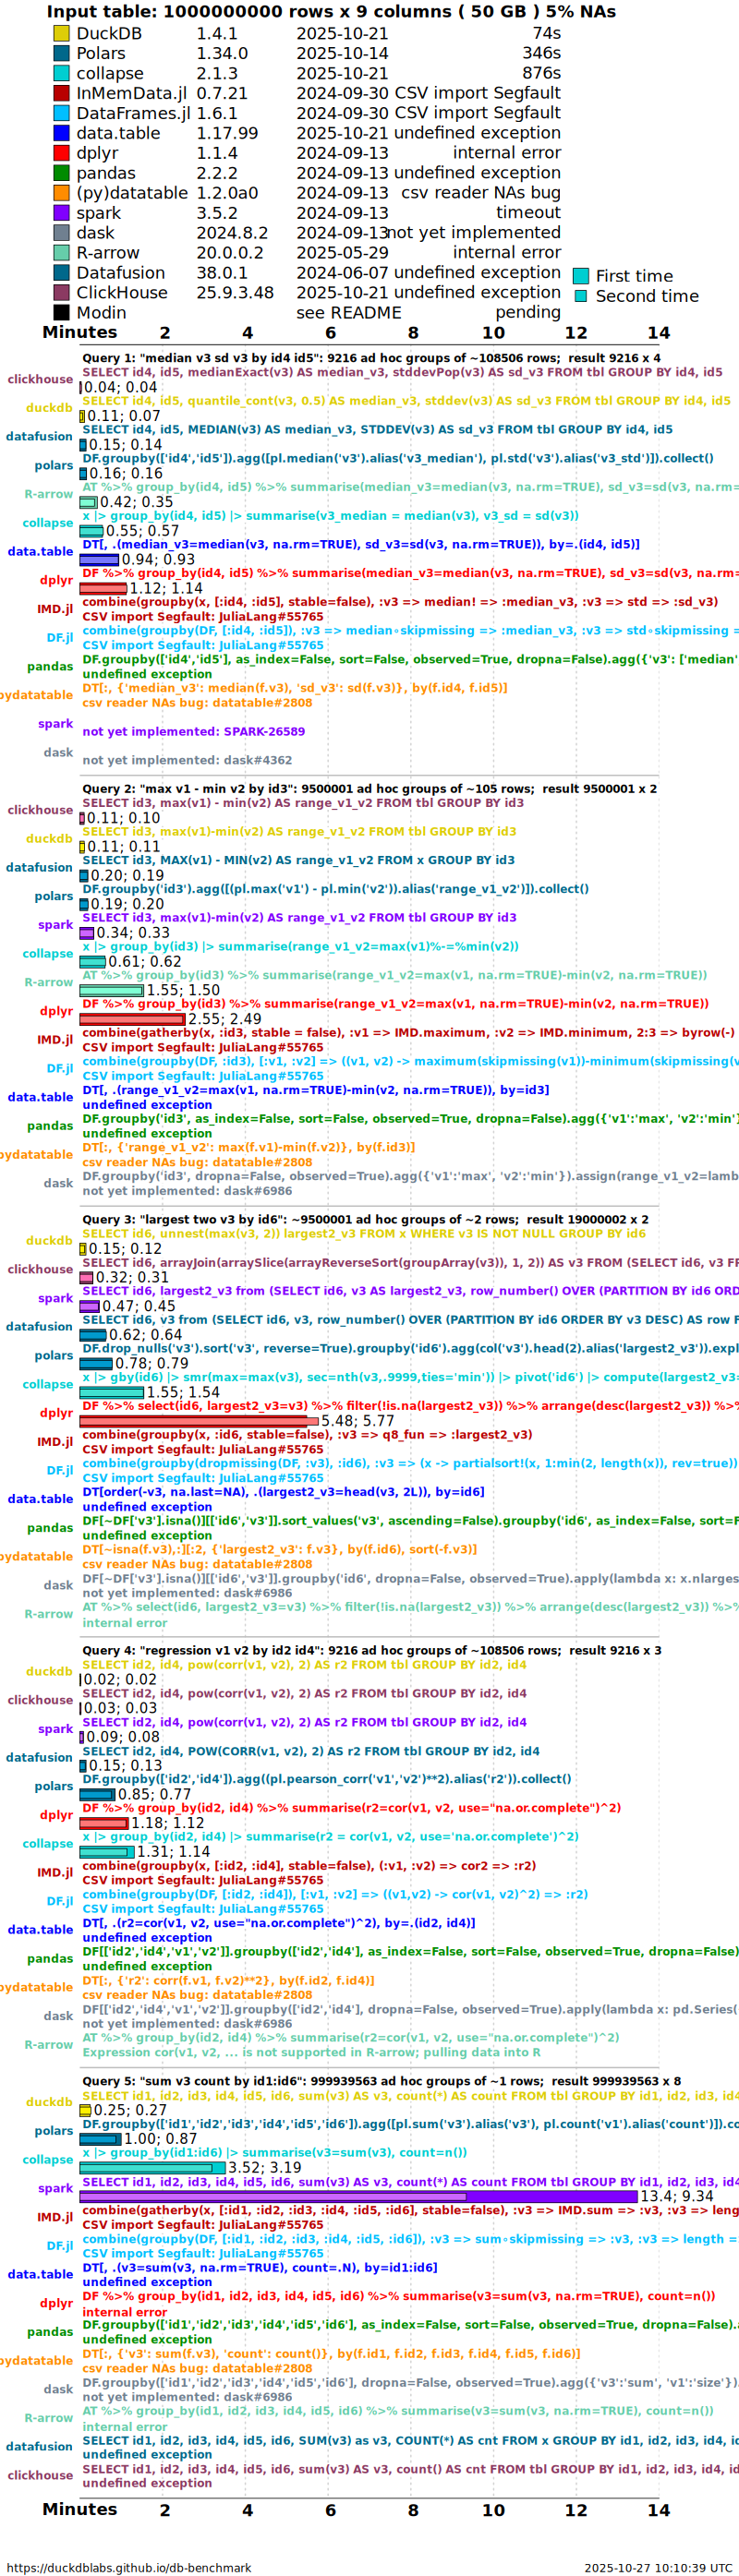 Input table: 1000000000 rows x 9 columns ( 50 GB ) 5% NAs
DuckDB 1.4.1 2025-10-21 74s
Polars 1.34.0 2025-10-14 346s
collapse 2.1.3 2025-10-21 876s
InMemData.jl 0.7.21 2024-09-30 CSV import Segfault
DataFrames.jl 1.6.1 2024-09-30 CSV import Segfault
data.table 1.17.99 2025-10-21 undefined exception
dplyr 1.1.4 2024-09-13 internal error
pandas 2.2.2 2024-09-13 undefined exception
(py)datatable 1.2.0a0 2024-09-13 csv reader NAs bug
spark 3.5.2 2024-09-13 timeout
dask 2024.8.2 2024-09-13 not yet implemented
R-arrow 20.0.0.2 2025-05-29 internal error
Datafusion 38.0.1 2024-06-07 undefined exception
ClickHouse 25.9.3.48 2025-10-21 undefined exception
Modin see README pending
First time
Second time
Minutes 2 4 6 8 10 12 14
Query 1: "median v3 sd v3 by id4 id5": 9216 ad hoc groups of ~108506 rows; result 9216 x 4
clickhouse SELECT id4, id5, medianExact(v3) AS median_v3, stddevPop(v3) AS sd_v3 FROM tbl GROUP BY id4, id5
0.04; 0.04
duckdb SELECT id4, id5, quantile_cont(v3, 0.5) AS median_v3, stddev(v3) AS sd_v3 FROM tbl GROUP BY id4, id5
0.11; 0.07
datafusion SELECT id4, id5, MEDIAN(v3) AS median_v3, STDDEV(v3) AS sd_v3 FROM tbl GROUP BY id4, id5
0.15; 0.14
polars DF.groupby(['id4','id5']).agg([pl.median('v3').alias('v3_median'), pl.std('v3').alias('v3_std')]).collect()
0.16; 0.16
R-arrow AT %>% group_by(id4, id5) %>% summarise(median_v3=median(v3, na.rm=TRUE), sd_v3=sd(v3, na.rm=
0.42; 0.35
collapse x |> group_by(id4, id5) |> summarise(v3_median = median(v3), v3_sd = sd(v3))
0.55; 0.57
data.table DT[, .(median_v3=median(v3, na.rm=TRUE), sd_v3=sd(v3, na.rm=TRUE)), by=.(id4, id5)]
0.94; 0.93
dplyr DF %>% group_by(id4, id5) %>% summarise(median_v3=median(v3, na.rm=TRUE), sd_v3=sd(v3, na.rm=
1.12; 1.14
IMD.jl combine(groupby(x, [:id4, :id5], stable=false), :v3 => median! => :median_v3, :v3 => std => :sd_v3)
CSV import Segfault: JuliaLang#55765
DF.jl combine(groupby(DF, [:id4, :id5]), :v3 => median∘skipmissing => :median_v3, :v3 => std∘skipmissing =
CSV import Segfault: JuliaLang#55765
pandas DF.groupby(['id4','id5'], as_index=False, sort=False, observed=True, dropna=False).agg({'v3': ['median'
undefined exception
pydatatable DT[:, {'median_v3': median(f.v3), 'sd_v3': sd(f.v3)}, by(f.id4, f.id5)]
csv reader NAs bug: datatable#2808
spark
not yet implemented: SPARK-26589
dask
not yet implemented: dask#4362
Query 2: "max v1 - min v2 by id3": 9500001 ad hoc groups of ~105 rows; result 9500001 x 2
clickhouse SELECT id3, max(v1) - min(v2) AS range_v1_v2 FROM tbl GROUP BY id3
0.11; 0.10
duckdb SELECT id3, max(v1)-min(v2) AS range_v1_v2 FROM tbl GROUP BY id3
0.11; 0.11
datafusion SELECT id3, MAX(v1) - MIN(v2) AS range_v1_v2 FROM x GROUP BY id3
0.20; 0.19
polars DF.groupby('id3').agg([(pl.max('v1') - pl.min('v2')).alias('range_v1_v2')]).collect()
0.19; 0.20
spark SELECT id3, max(v1)-min(v2) AS range_v1_v2 FROM tbl GROUP BY id3
0.34; 0.33
collapse x |> group_by(id3) |> summarise(range_v1_v2=max(v1)%-=%min(v2))
0.61; 0.62
R-arrow AT %>% group_by(id3) %>% summarise(range_v1_v2=max(v1, na.rm=TRUE)-min(v2, na.rm=TRUE))
1.55; 1.50
dplyr DF %>% group_by(id3) %>% summarise(range_v1_v2=max(v1, na.rm=TRUE)-min(v2, na.rm=TRUE))
2.55; 2.49
IMD.jl combine(gatherby(x, :id3, stable = false), :v1 => IMD.maximum, :v2 => IMD.minimum, 2:3 => byrow(-)
CSV import Segfault: JuliaLang#55765
DF.jl combine(groupby(DF, :id3), [:v1, :v2] => ((v1, v2) -> maximum(skipmissing(v1))-minimum(skipmissing(v
CSV import Segfault: JuliaLang#55765
data.table DT[, .(range_v1_v2=max(v1, na.rm=TRUE)-min(v2, na.rm=TRUE)), by=id3]
undefined exception
pandas DF.groupby('id3', as_index=False, sort=False, observed=True, dropna=False).agg({'v1':'max', 'v2':'min'}
undefined exception
pydatatable DT[:, {'range_v1_v2': max(f.v1)-min(f.v2)}, by(f.id3)]
csv reader NAs bug: datatable#2808
dask DF.groupby('id3', dropna=False, observed=True).agg({'v1':'max', 'v2':'min'}).assign(range_v1_v2=lamb
not yet implemented: dask#6986
Query 3: "largest two v3 by id6": ~9500001 ad hoc groups of ~2 rows; result 19000002 x 2
duckdb SELECT id6, unnest(max(v3, 2)) largest2_v3 FROM x WHERE v3 IS NOT NULL GROUP BY id6
0.15; 0.12
clickhouse SELECT id6, arrayJoin(arraySlice(arrayReverseSort(groupArray(v3)), 1, 2)) AS v3 FROM (SELECT id6, v3 FR
0.32; 0.31
spark SELECT id6, largest2_v3 from (SELECT id6, v3 AS largest2_v3, row_number() OVER (PARTITION BY id6 ORD
0.47; 0.45
datafusion SELECT id6, v3 from (SELECT id6, v3, row_number() OVER (PARTITION BY id6 ORDER BY v3 DESC) AS row F
0.62; 0.64
polars DF.drop_nulls('v3').sort('v3', reverse=True).groupby('id6').agg(col('v3').head(2).alias('largest2_v3')).expl
0.78; 0.79
collapse x |> gby(id6) |> smr(max=max(v3), sec=nth(v3,.9999,ties='min')) |> pivot('id6') |> compute(largest2_v3=
1.55; 1.54
dplyr DF %>% select(id6, largest2_v3=v3) %>% filter(!is.na(largest2_v3)) %>% arrange(desc(largest2_v3)) %>%
5.48; 5.77
IMD.jl combine(groupby(x, :id6, stable=false), :v3 => q8_fun => :largest2_v3)
CSV import Segfault: JuliaLang#55765
DF.jl combine(groupby(dropmissing(DF, :v3), :id6), :v3 => (x -> partialsort!(x, 1:min(2, length(x)), rev=true))
CSV import Segfault: JuliaLang#55765
data.table DT[order(-v3, na.last=NA), .(largest2_v3=head(v3, 2L)), by=id6]
undefined exception
pandas DF[~DF['v3'].isna()][['id6','v3']].sort_values('v3', ascending=False).groupby('id6', as_index=False, sort=F
undefined exception
pydatatable DT[~isna(f.v3),:][:2, {'largest2_v3': f.v3}, by(f.id6), sort(-f.v3)]
csv reader NAs bug: datatable#2808
dask DF[~DF['v3'].isna()][['id6','v3']].groupby('id6', dropna=False, observed=True).apply(lambda x: x.nlarges
not yet implemented: dask#6986
R-arrow AT %>% select(id6, largest2_v3=v3) %>% filter(!is.na(largest2_v3)) %>% arrange(desc(largest2_v3)) %>%
internal error
Query 4: "regression v1 v2 by id2 id4": 9216 ad hoc groups of ~108506 rows; result 9216 x 3
duckdb SELECT id2, id4, pow(corr(v1, v2), 2) AS r2 FROM tbl GROUP BY id2, id4
0.02; 0.02
clickhouse SELECT id2, id4, pow(corr(v1, v2), 2) AS r2 FROM tbl GROUP BY id2, id4
0.03; 0.03
spark SELECT id2, id4, pow(corr(v1, v2), 2) AS r2 FROM tbl GROUP BY id2, id4
0.09; 0.08
datafusion SELECT id2, id4, POW(CORR(v1, v2), 2) AS r2 FROM tbl GROUP BY id2, id4
0.15; 0.13
polars DF.groupby(['id2','id4']).agg((pl.pearson_corr('v1','v2')**2).alias('r2')).collect()
0.85; 0.77
dplyr DF %>% group_by(id2, id4) %>% summarise(r2=cor(v1, v2, use="na.or.complete")^2)
1.18; 1.12
collapse x |> group_by(id2, id4) |> summarise(r2 = cor(v1, v2, use='na.or.complete')^2)
1.31; 1.14
IMD.jl combine(groupby(x, [:id2, :id4], stable=false), (:v1, :v2) => cor2 => :r2)
CSV import Segfault: JuliaLang#55765
DF.jl combine(groupby(DF, [:id2, :id4]), [:v1, :v2] => ((v1,v2) -> cor(v1, v2)^2) => :r2)
CSV import Segfault: JuliaLang#55765
data.table DT[, .(r2=cor(v1, v2, use="na.or.complete")^2), by=.(id2, id4)]
undefined exception
pandas DF[['id2','id4','v1','v2']].groupby(['id2','id4'], as_index=False, sort=False, observed=True, dropna=False)
undefined exception
pydatatable DT[:, {'r2': corr(f.v1, f.v2)**2}, by(f.id2, f.id4)]
csv reader NAs bug: datatable#2808
dask DF[['id2','id4','v1','v2']].groupby(['id2','id4'], dropna=False, observed=True).apply(lambda x: pd.Series(
not yet implemented: dask#6986
R-arrow AT %>% group_by(id2, id4) %>% summarise(r2=cor(v1, v2, use="na.or.complete")^2)
Expression cor(v1, v2, ... is not supported in R-arrow; pulling data into R
Query 5: "sum v3 count by id1:id6": 999939563 ad hoc groups of ~1 rows; result 999939563 x 8
duckdb SELECT id1, id2, id3, id4, id5, id6, sum(v3) AS v3, count(*) AS count FROM tbl GROUP BY id1, id2, id3, id4
0.25; 0.27
polars DF.groupby(['id1','id2','id3','id4','id5','id6']).agg([pl.sum('v3').alias('v3'), pl.count('v1').alias('count')]).co
1.00; 0.87
collapse x |> group_by(id1:id6) |> summarise(v3=sum(v3), count=n())
3.52; 3.19
spark SELECT id1, id2, id3, id4, id5, id6, sum(v3) AS v3, count(*) AS count FROM tbl GROUP BY id1, id2, id3, id4
13.4; 9.34
IMD.jl combine(gatherby(x, [:id1, :id2, :id3, :id4, :id5, :id6], stable=false), :v3 => IMD.sum => :v3, :v3 => leng
CSV import Segfault: JuliaLang#55765
DF.jl combine(groupby(DF, [:id1, :id2, :id3, :id4, :id5, :id6]), :v3 => sum∘skipmissing => :v3, :v3 => length =
CSV import Segfault: JuliaLang#55765
data.table DT[, .(v3=sum(v3, na.rm=TRUE), count=.N), by=id1:id6]
undefined exception
dplyr DF %>% group_by(id1, id2, id3, id4, id5, id6) %>% summarise(v3=sum(v3, na.rm=TRUE), count=n())
internal error
pandas DF.groupby(['id1','id2','id3','id4','id5','id6'], as_index=False, sort=False, observed=True, dropna=False).a
undefined exception
pydatatable DT[:, {'v3': sum(f.v3), 'count': count()}, by(f.id1, f.id2, f.id3, f.id4, f.id5, f.id6)]
csv reader NAs bug: datatable#2808
dask DF.groupby(['id1','id2','id3','id4','id5','id6'], dropna=False, observed=True).agg({'v3':'sum', 'v1':'size'})
not yet implemented: dask#6986
R-arrow AT %>% group_by(id1, id2, id3, id4, id5, id6) %>% summarise(v3=sum(v3, na.rm=TRUE), count=n())
internal error
datafusion SELECT id1, id2, id3, id4, id5, id6, SUM(v3) as v3, COUNT(*) AS cnt FROM x GROUP BY id1, id2, id3, id4, id
undefined exception
clickhouse SELECT id1, id2, id3, id4, id5, id6, sum(v3) AS v3, count() AS cnt FROM tbl GROUP BY id1, id2, id3, id4, id
undefined exception
Minutes 2 4 6 8 10 12 14
https://duckdblabs.github.io/db-benchmark 2025-10-27 10:10:39 UTC